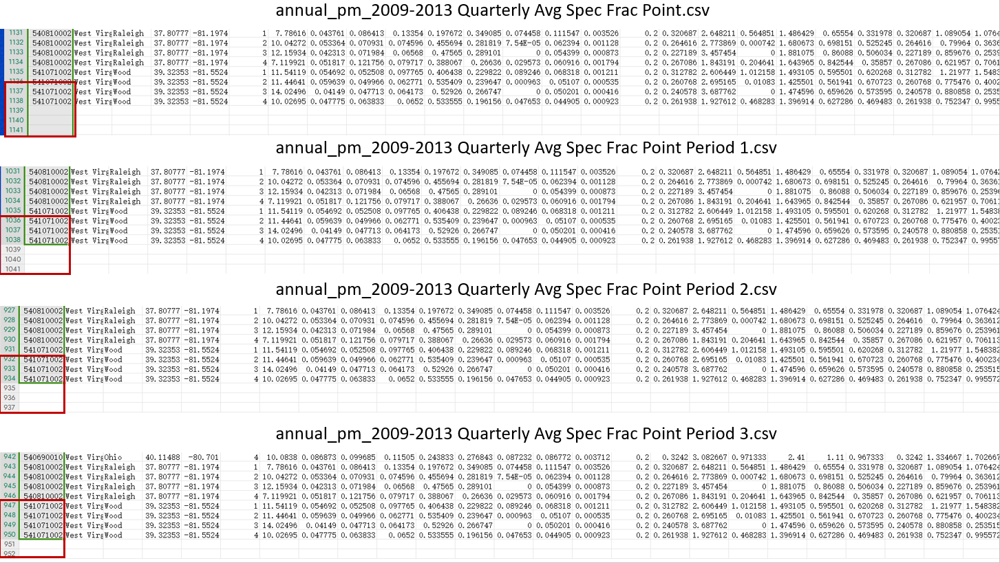 annual_pm_2009-2013 Quarterly Avg Spec Frac Point.csv
1131 540810002 West Virg Raleigh 37.80777 -81.1974 1 7.78616 0.043761 0.086413 0.13354 0.197672 0.349085 0.074458 0.111547 0.003526 0.2 0.320687 2.648211 0.564851 1.486429 0.65554 0.331978 0.320687 1.089054 1.0764
1132 540810002 West Virg Raleigh 37.80777 -81.1974 2 10.04272 0.053364 0.070931 0.074596 0.455694 0.281819 7.54E-05 0.062394 0.001128 0.2 0.264616 2.773869 0.000742 1.680673 0.698151 0.525245 0.264616 0.79964 0.3636
1133 540810002 West Virg Raleigh 37.80777 -81.1974 3 12.15934 0.042313 0.071984 0.06568 0.47565 0.289101 0 0.054399 0.000873 0.2 0.227189 3.457454 0 1.881075 0.86088 0.506034 0.227189 0.859676 0.2539
1134 540810002 West Virg Raleigh 37.80777 -81.1974 4 7.119921 0.051817 0.121756 0.079717 0.388067 0.26636 0.029573 0.060916 0.001794 0.2 0.267086 1.843191 0.204641 1.643965 0.842544 0.35857 0.267086 0.621957 0.7061
1135 541071002 West Virg Wood 39.32353 -81.5524 1 11.54119 0.054692 0.052508 0.097765 0.406438 0.229822 0.089246 0.068318 0.001211 0.2 0.312782 2.606449 1.012158 1.493105 0.595501 0.620268 0.312782 1.21977 1.5483
1136 541071002 West Virg Wood 39.32353 -81.5524 2 11.44641 0.059639 0.049966 0.062771 0.535409 0.239647 0.000963 0.05107 0.000535 0.2 0.260768 2.695165 0.01083 1.425501 0.561941 0.670723 0.260768 0.775476 0.4002
1137 541071002 West Virg Wood 39.32353 -81.5524 3 14.02496 0.04149 0.047713 0.064173 0.52926 0.266747 0 0.050201 0.000416 0.2 0.240578 3.687762 0 1.474596 0.659626 0.573595 0.240578 0.880858 0.2535
1138 541071002 West Virg Wood 39.32353 -81.5524 4 10.02695 0.047775 0.063833 0.0652 0.533555 0.196156 0.047653 0.044905 0.000923 0.2 0.261938 1.927612 0.468283 1.396914 0.627286 0.469483 0.261938 0.752347 0.9955
1139
1140
1141
annual_pm_2009-2013 Quarterly Avg Spec Frac Point Period 1.csv
1031 540810002 West Virg Raleigh 37.80777 -81.1974 1 7.78616 0.043761 0.086413 0.13354 0.197672 0.349085 0.074458 0.111547 0.003526 0.2 0.320687 2.648211 0.564851 1.486429 0.65554 0.331978 0.320687 1.089054 1.0764
1032 540810002 West Virg Raleigh 37.80777 -81.1974 2 10.04272 0.053364 0.070931 0.074596 0.455694 0.281819 7.54E-05 0.062394 0.001128 0.2 0.264616 2.773869 0.000742 1.680673 0.698151 0.525245 0.264616 0.79964 0.3636
1033 540810002 West Virg Raleigh 37.80777 -81.1974 3 12.15934 0.042313 0.071984 0.06568 0.47565 0.289101 0 0.054399 0.000873 0.2 0.227189 3.457454 0 1.881075 0.86088 0.506034 0.227189 0.859676 0.2539
1034 540810002 West Virg Raleigh 37.80777 -81.1974 4 7.119921 0.051817 0.121756 0.079717 0.388067 0.26636 0.029573 0.060916 0.001794 0.2 0.267086 1.843191 0.204641 1.643965 0.842544 0.35857 0.267086 0.621957 0.7061
1035 541071002 West Virg Wood 39.32353 -81.5524 1 11.54119 0.054692 0.052508 0.097765 0.406438 0.229822 0.089246 0.068318 0.001211 0.2 0.312782 2.606449 1.012158 1.493105 0.595501 0.620268 0.312782 1.21977 1.5483
1036 541071002 West Virg Wood 39.32353 -81.5524 2 11.44641 0.059639 0.049966 0.062771 0.535409 0.239647 0.000963 0.05107 0.000535 0.2 0.260768 2.695165 0.01083 1.425501 0.561941 0.670723 0.260768 0.775476 0.4002
1037 541071002 West Virg Wood 39.32353 -81.5524 3 14.02496 0.04149 0.047713 0.064173 0.52926 0.266747 0 0.050201 0.000416 0.2 0.240578 3.687762 0 1.474596 0.659626 0.573595 0.240578 0.880858 0.2535
1038 541071002 West Virg Wood 39.32353 -81.5524 4 10.02695 0.047775 0.063833 0.0652 0.533555 0.196156 0.047653 0.044905 0.000923 0.2 0.261938 1.927612 0.468283 1.396914 0.627286 0.469483 0.261938 0.752347 0.9955
1039
1040
1041
annual_pm_2009-2013 Quarterly Avg Spec Frac Point Period 2.csv
927 540810002 West Virg Raleigh 37.80777 -81.1974 1 7.78616 0.043761 0.086413 0.13354 0.197672 0.349085 0.074458 0.111547 0.003526 0.2 0.320687 2.648211 0.564851 1.486429 0.65554 0.331978 0.320687 1.089054 1.076424
928 540810002 West Virg Raleigh 37.80777 -81.1974 2 10.04272 0.053364 0.070931 0.074596 0.455694 0.281819 7.54E-05 0.062394 0.001128 0.2 0.264616 2.773869 0.000742 1.680673 0.698151 0.525245 0.264616 0.79964 0.363612
929 540810002 West Virg Raleigh 37.80777 -81.1974 3 12.15934 0.042313 0.071984 0.06568 0.47565 0.289101 0 0.054399 0.000873 0.2 0.227189 3.457454 0 1.881075 0.86088 0.506034 0.227189 0.859676 0.253961
930 540810002 West Virg Raleigh 37.80777 -81.1974 4 7.119921 0.051817 0.121756 0.079717 0.388067 0.26636 0.029573 0.060916 0.001794 0.2 0.267086 1.843191 0.204641 1.643965 0.842544 0.35857 0.267086 0.621957 0.706113
931 541071002 West Virg Wood 39.32353 -81.5524 1 11.54119 0.054692 0.052508 0.097765 0.406438 0.229822 0.089246 0.068318 0.001211 0.2 0.312782 2.606449 1.012158 1.493105 0.595501 0.620268 0.312782 1.21977 1.548382
932 541071002 West Virg Wood 39.32353 -81.5524 2 11.44641 0.059639 0.049966 0.062771 0.535409 0.239647 0.000963 0.05107 0.000535 0.2 0.260768 2.695165 0.01083 1.425501 0.561941 0.670723 0.260768 0.775476 0.400234
933 541071002 West Virg Wood 39.32353 -81.5524 3 14.02496 0.04149 0.047713 0.064173 0.52926 0.266747 0 0.050201 0.000416 0.2 0.240578 3.687762 0 1.474596 0.659626 0.573595 0.240578 0.880858 0.253515
934 541071002 West Virg Wood 39.32353 -81.5524 4 10.02695 0.047775 0.063833 0.0652 0.533555 0.196156 0.047653 0.044905 0.000923 0.2 0.261938 1.927612 0.468283 1.396914 0.627286 0.469483 0.261938 0.752347 0.995572
935
936
937
annual_pm_2009-2013 Quarterly Avg Spec Frac Point Period 3.csv
942 540690010 West Virg Ohio 40.11488 -80.701 4 10.0838 0.086873 0.099685 0.11505 0.243833 0.276843 0.087232 0.086772 0.003712 0.2 0.3242 3.082667 0.971333 2.41 1.11 0.967333 0.3242 1.334667 1.702667
943 540810002 West Virg Raleigh 37.80777 -81.1974 1 7.78616 0.043761 0.086413 0.13354 0.197672 0.349085 0.074458 0.111547 0.003526 0.2 0.320687 2.648211 0.564851 1.486429 0.65554 0.331978 0.320687 1.089054 1.076424
944 540810002 West Virg Raleigh 37.80777 -81.1974 2 10.04272 0.053364 0.070931 0.074596 0.455694 0.281819 7.54E-05 0.062394 0.001128 0.2 0.264616 2.773869 0.000742 1.680673 0.698151 0.525245 0.264616 0.79964 0.363612
945 540810002 West Virg Raleigh 37.80777 -81.1974 3 12.15934 0.042313 0.071984 0.06568 0.47565 0.289101 0 0.054399 0.000873 0.2 0.227189 3.457454 0 1.881075 0.86088 0.506034 0.227189 0.859676 0.253961
946 540810002 West Virg Raleigh 37.80777 -81.1974 4 7.119921 0.051817 0.121756 0.079717 0.388067 0.26636 0.029573 0.060916 0.001794 0.2 0.267086 1.843191 0.204641 1.643965 0.842544 0.35857 0.267086 0.621957 0.706113
947 541071002 West Virg Wood 39.32353 -81.5524 1 11.54119 0.054692 0.052508 0.097765 0.406438 0.229822 0.089246 0.068318 0.001211 0.2 0.312782 2.606449 1.012158 1.493105 0.595501 0.620268 0.312782 1.21977 1.548382
948 541071002 West Virg Wood 39.32353 -81.5524 2 11.44641 0.059639 0.049966 0.062771 0.535409 0.239647 0.000963 0.05107 0.000535 0.2 0.260768 2.695165 0.01083 1.425501 0.561941 0.670723 0.260768 0.775476 0.400234
949 541071002 West Virg Wood 39.32353 -81.5524 3 14.02496 0.04149 0.047713 0.064173 0.52926 0.266747 0 0.050201 0.000416 0.2 0.240578 3.687762 0 1.474596 0.659626 0.573595 0.240578 0.880858 0.253515
950 541071002 West Virg Wood 39.32353 -81.5524 4 10.02695 0.047775 0.063833 0.0652 0.533555 0.196156 0.047653 0.044905 0.000923 0.2 0.261938 1.927612 0.468283 1.396914 0.627286 0.469483 0.261938 0.752347 0.995572
951
952